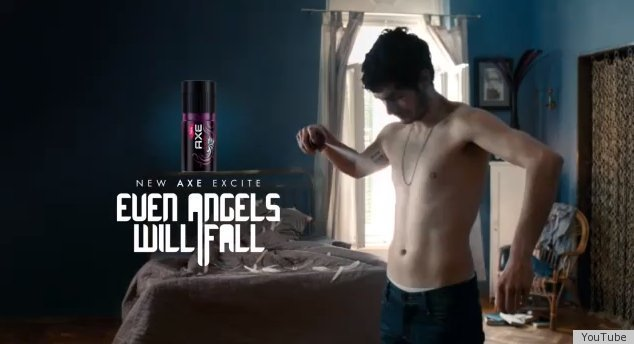 AXE
NEW AXE EXCITE
EVEN ANGELS
WILL FALL
YouTube